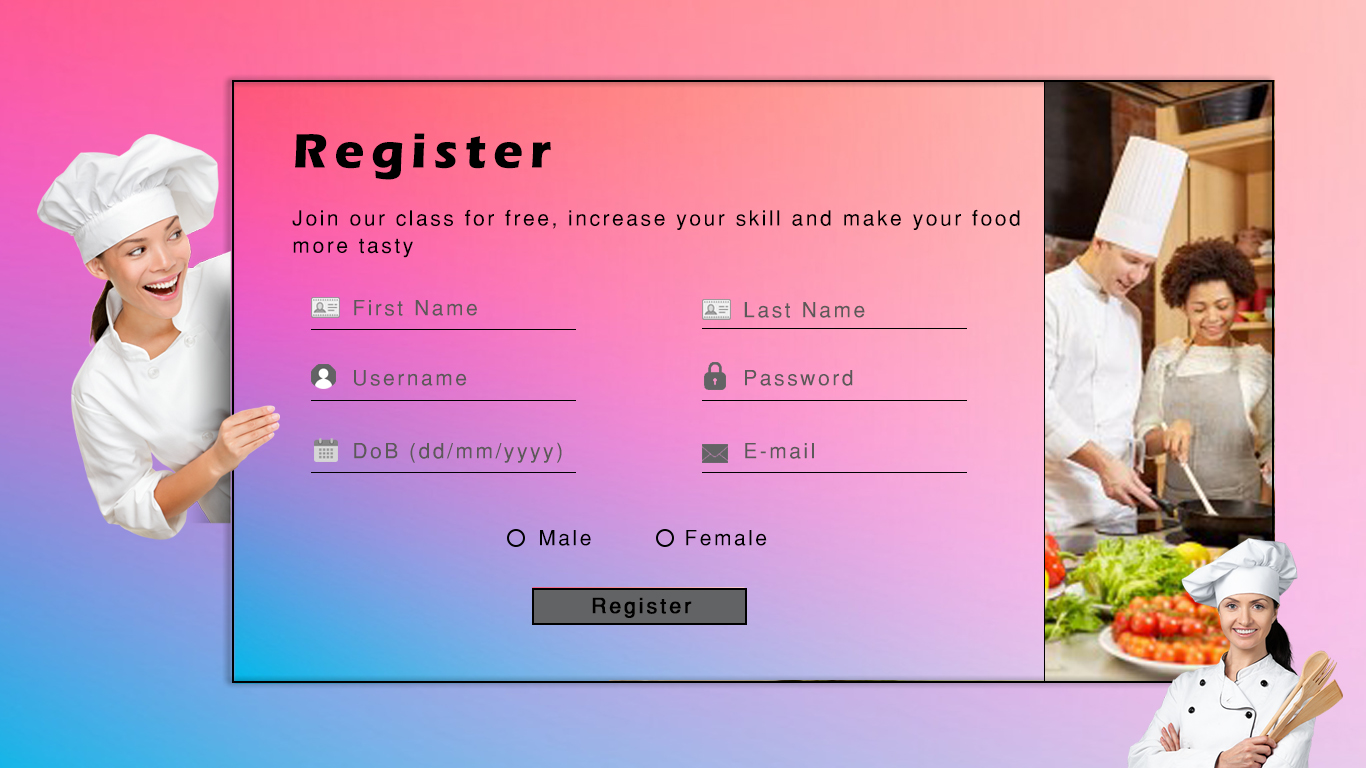 Register
Join our class for free, increase your skill and make your food
more tasty
First Name
Last Name
Username
Password
DoB (dd/mm/yyyy)
E-mail
Male
Female
Register